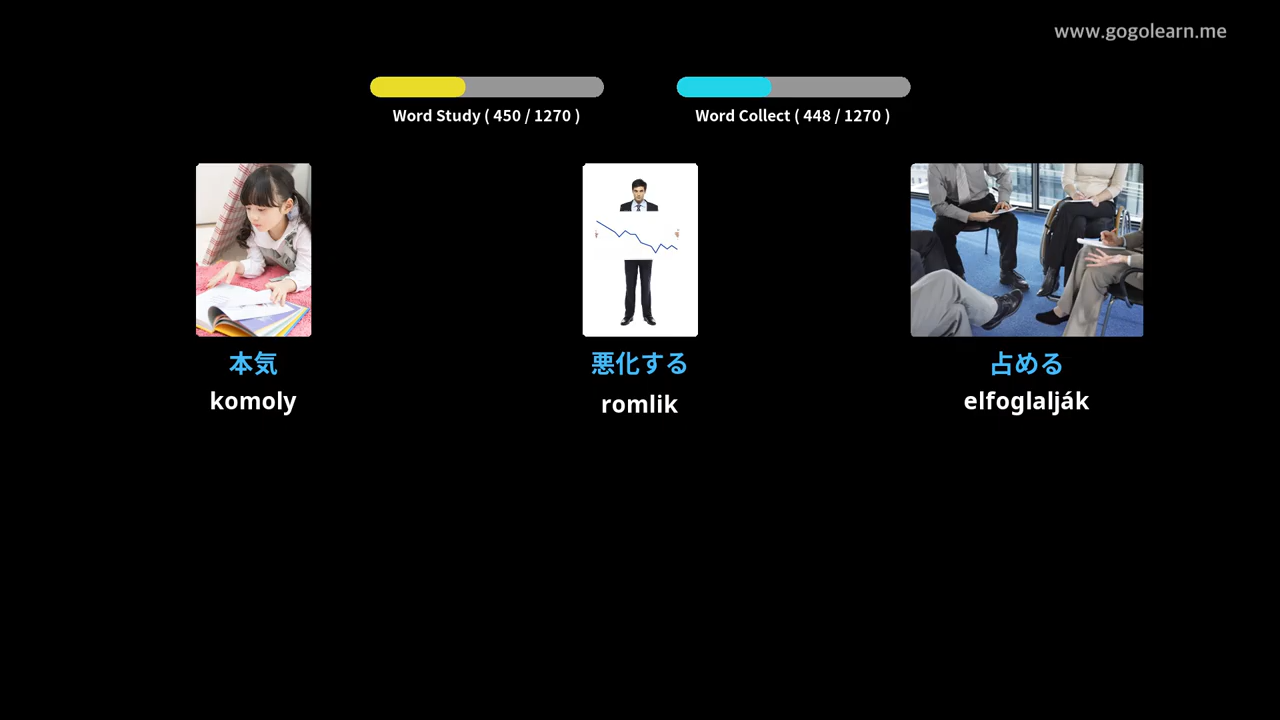 www.gogolearn.me
Word Study ( 450 / 1270 )
Word Collect ( 448 / 1270 )
本気
komoly
悪化する
romlik
占める
elfoglalják